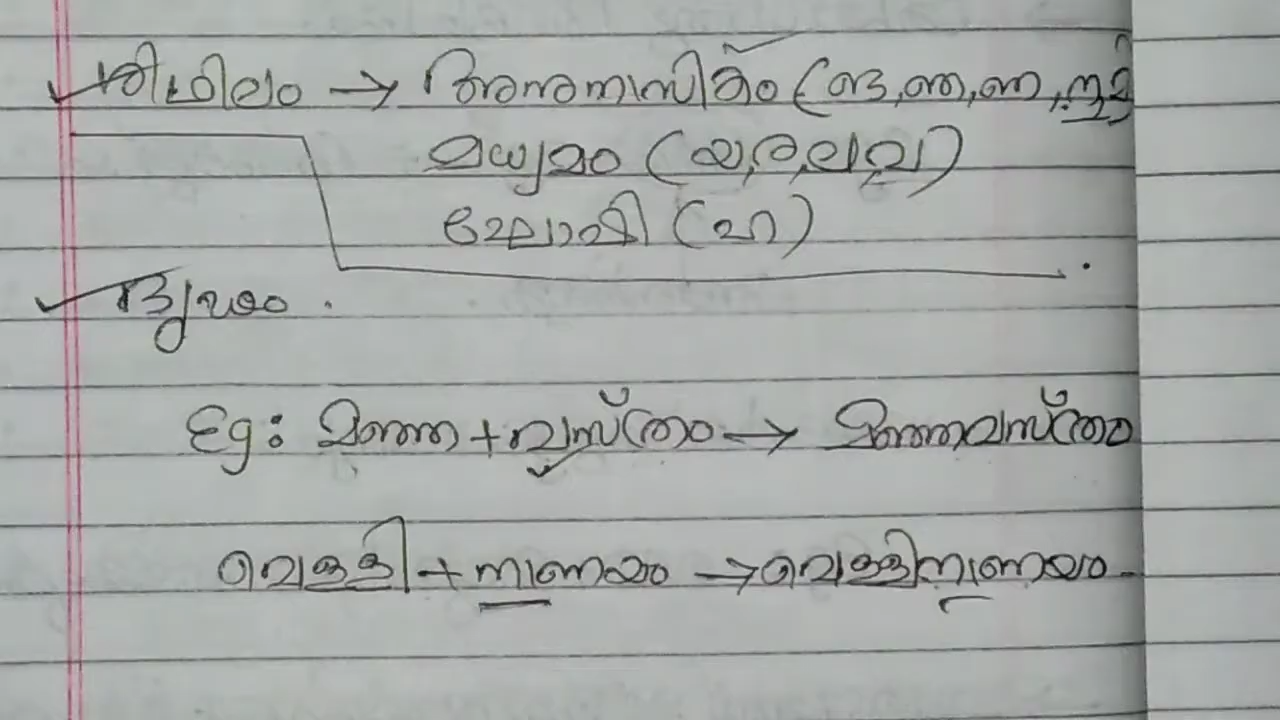 ശിഥിലം → അനുനാസികം (ങ, ഞ, ണ, ന, മ)
മധ്യമം (യ, ര, ല, വ)
ഘോഷി (ഹ)
ദൃഢം .
Eg: മഞ്ഞ + വസ്ത്രം → മഞ്ഞവസ്ത്രം
വെള്ളി + നാണയം → വെള്ളിനാണയം